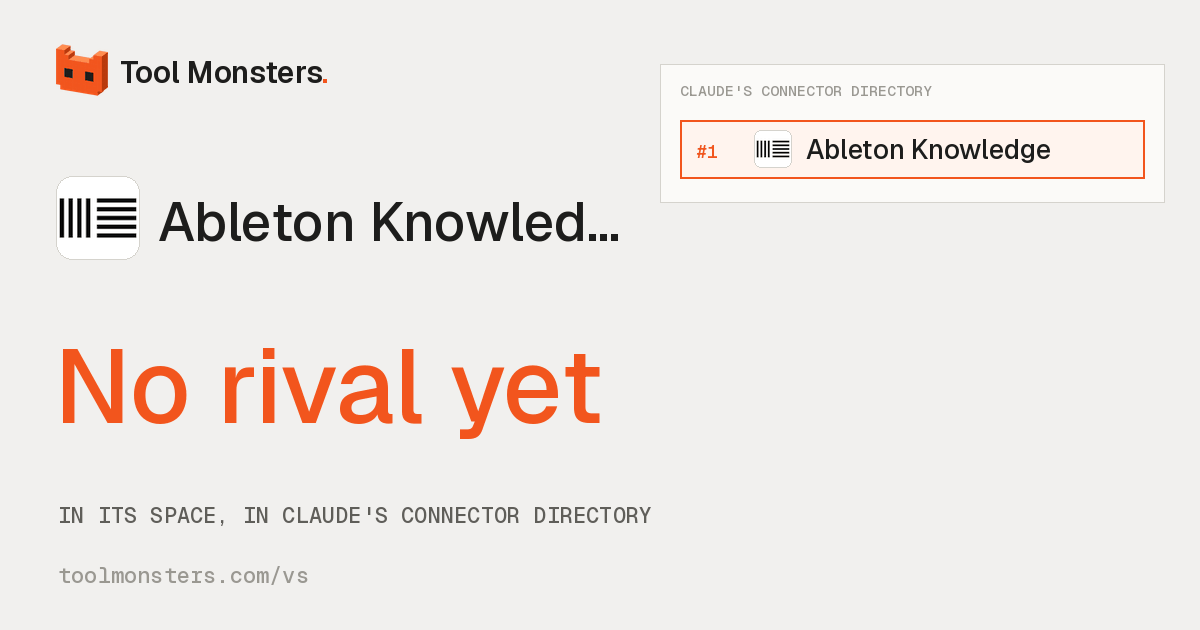 Tool Monsters.
CLAUDE'S CONNECTOR DIRECTORY
#1 Ableton Knowledge
Ableton Knowled...
No rival yet
IN ITS SPACE, IN CLAUDE'S CONNECTOR DIRECTORY
toolmonsters.com/vs